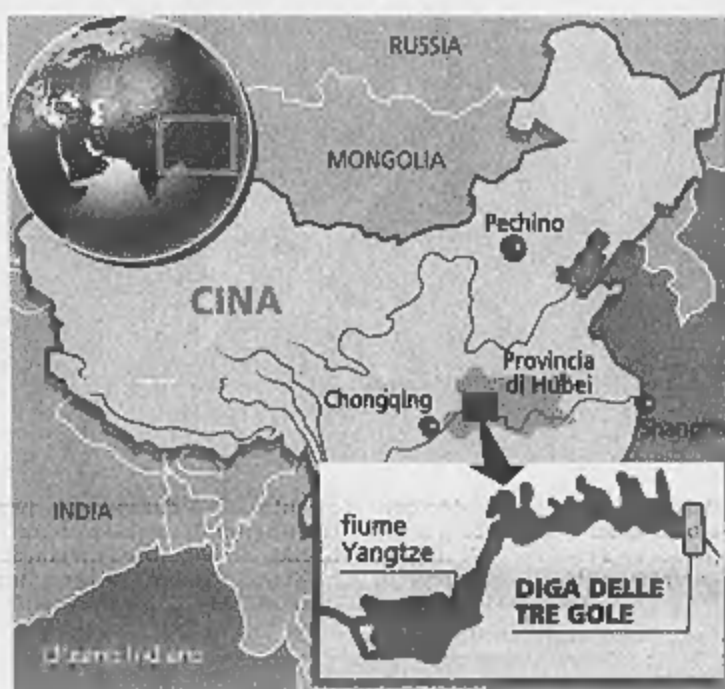 RUSSIA
MONGOLIA
Pechino
CINA
Provincia
di Hubei
Chongqing
INDIA
fiume
Yangtze
DIGA DELLE
TRE GOLE